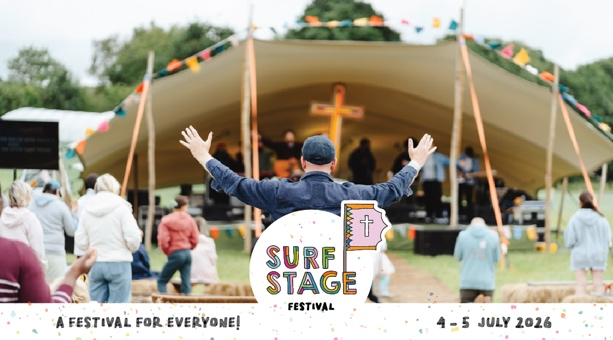 SURF
STAGE
FESTIVAL
A FESTIVAL FOR EVERYONE!
4 - 5 JULY 2026